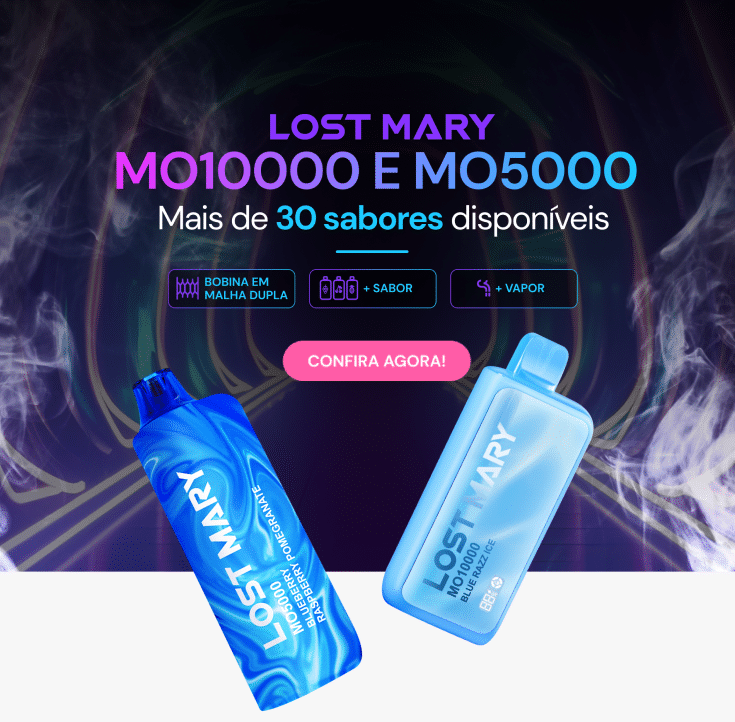 LOST MARY
MO10000 E MO5000
Mais de 30 sabores disponíveis
BOBINA EM
MALHA DUPLA
+ SABOR
+ VAPOR
CONFIRA AGORA!
LOST MARY
MO5000
BLUEBERRY
RASPBERRY POMEGRANATE
LOST MARY
MO10000
BLUE RAZZ ICE
88%